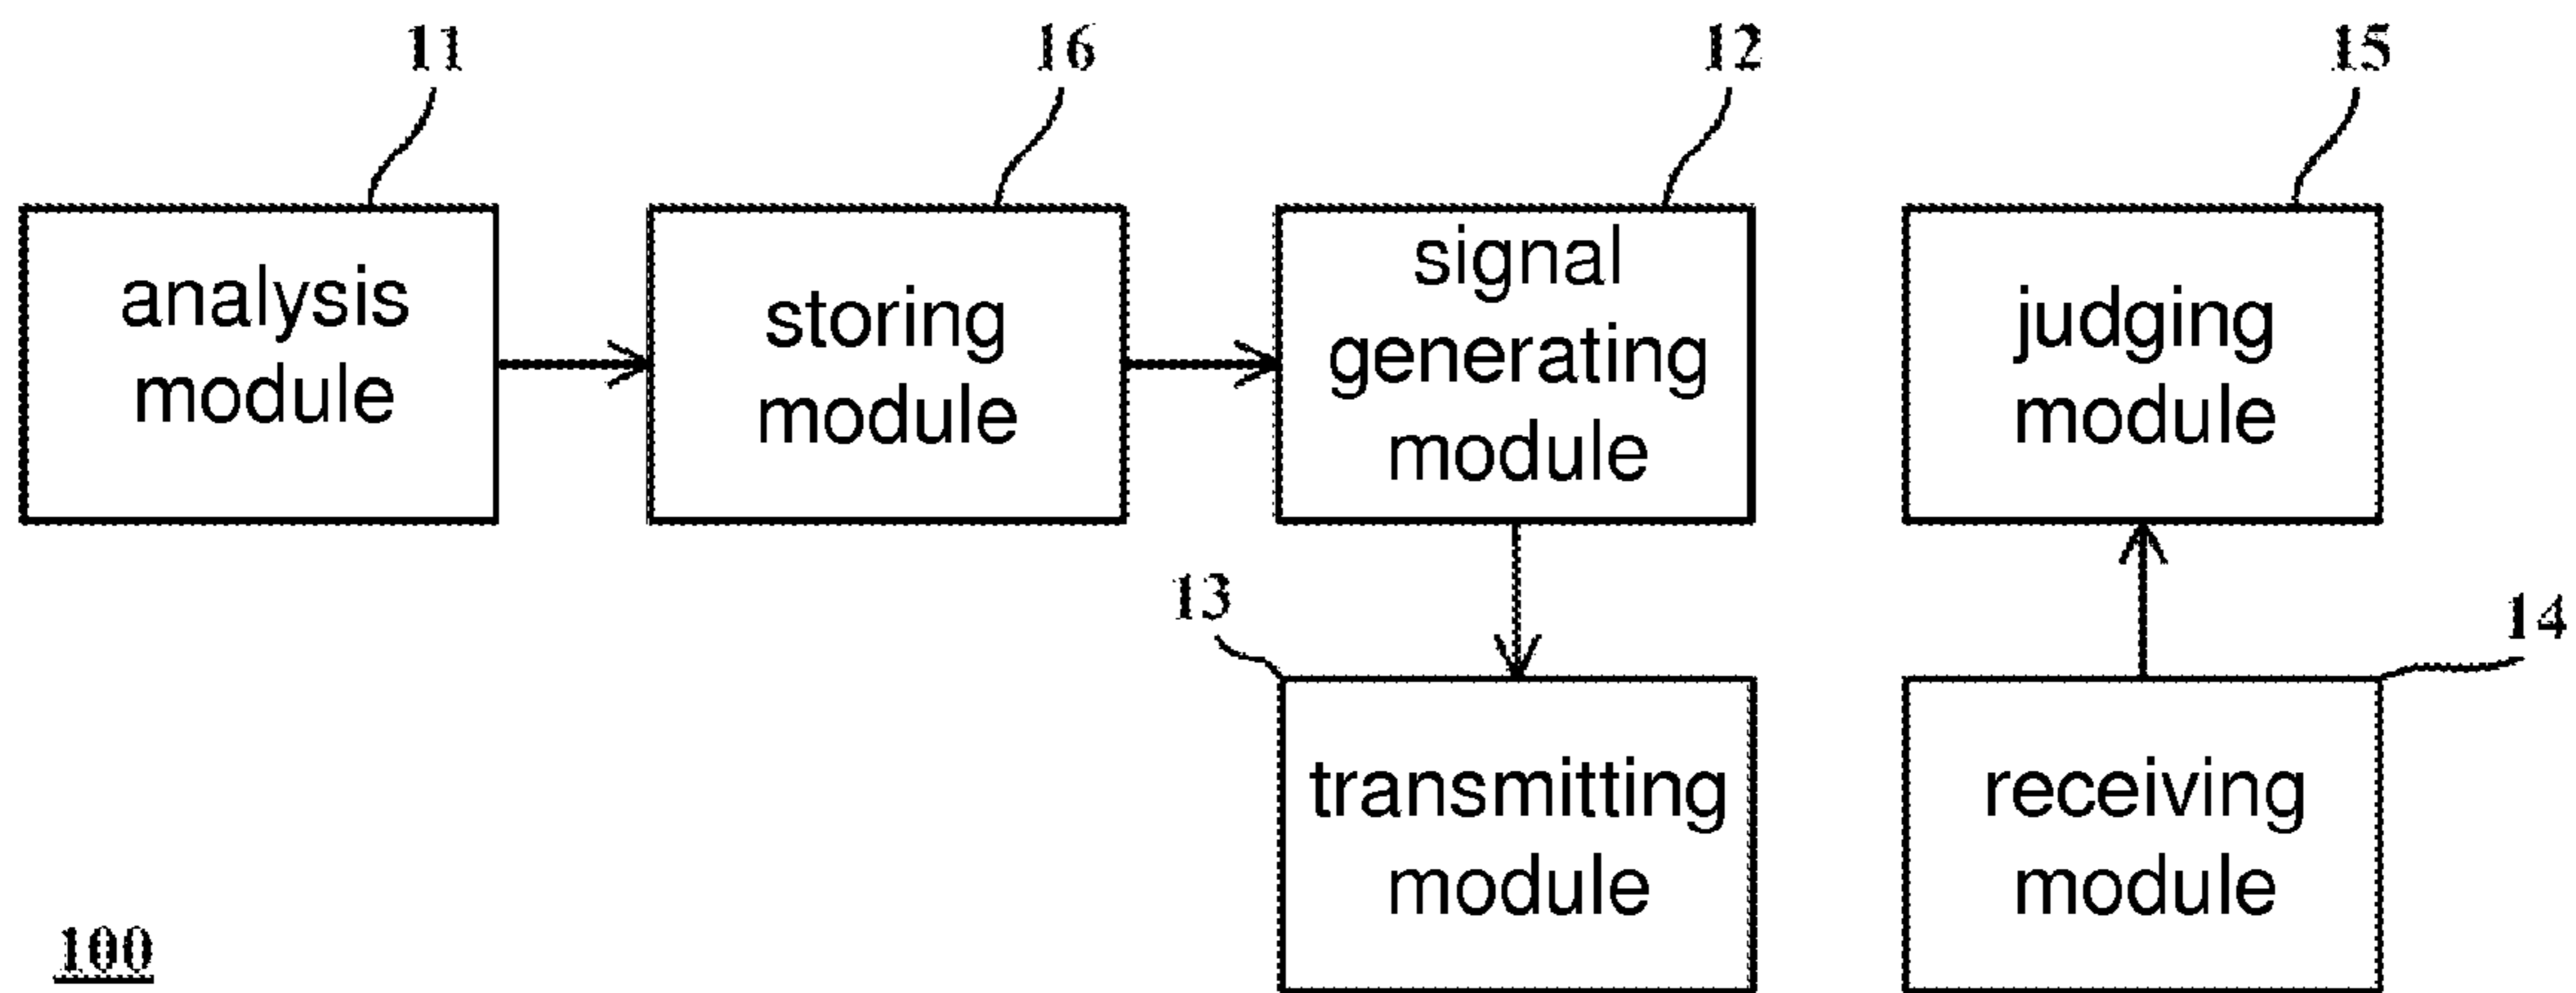 11
16
12
15
analysis
module
storing
module
signal
generating
module
judging
module
13
14
transmitting
module
receiving
module
100